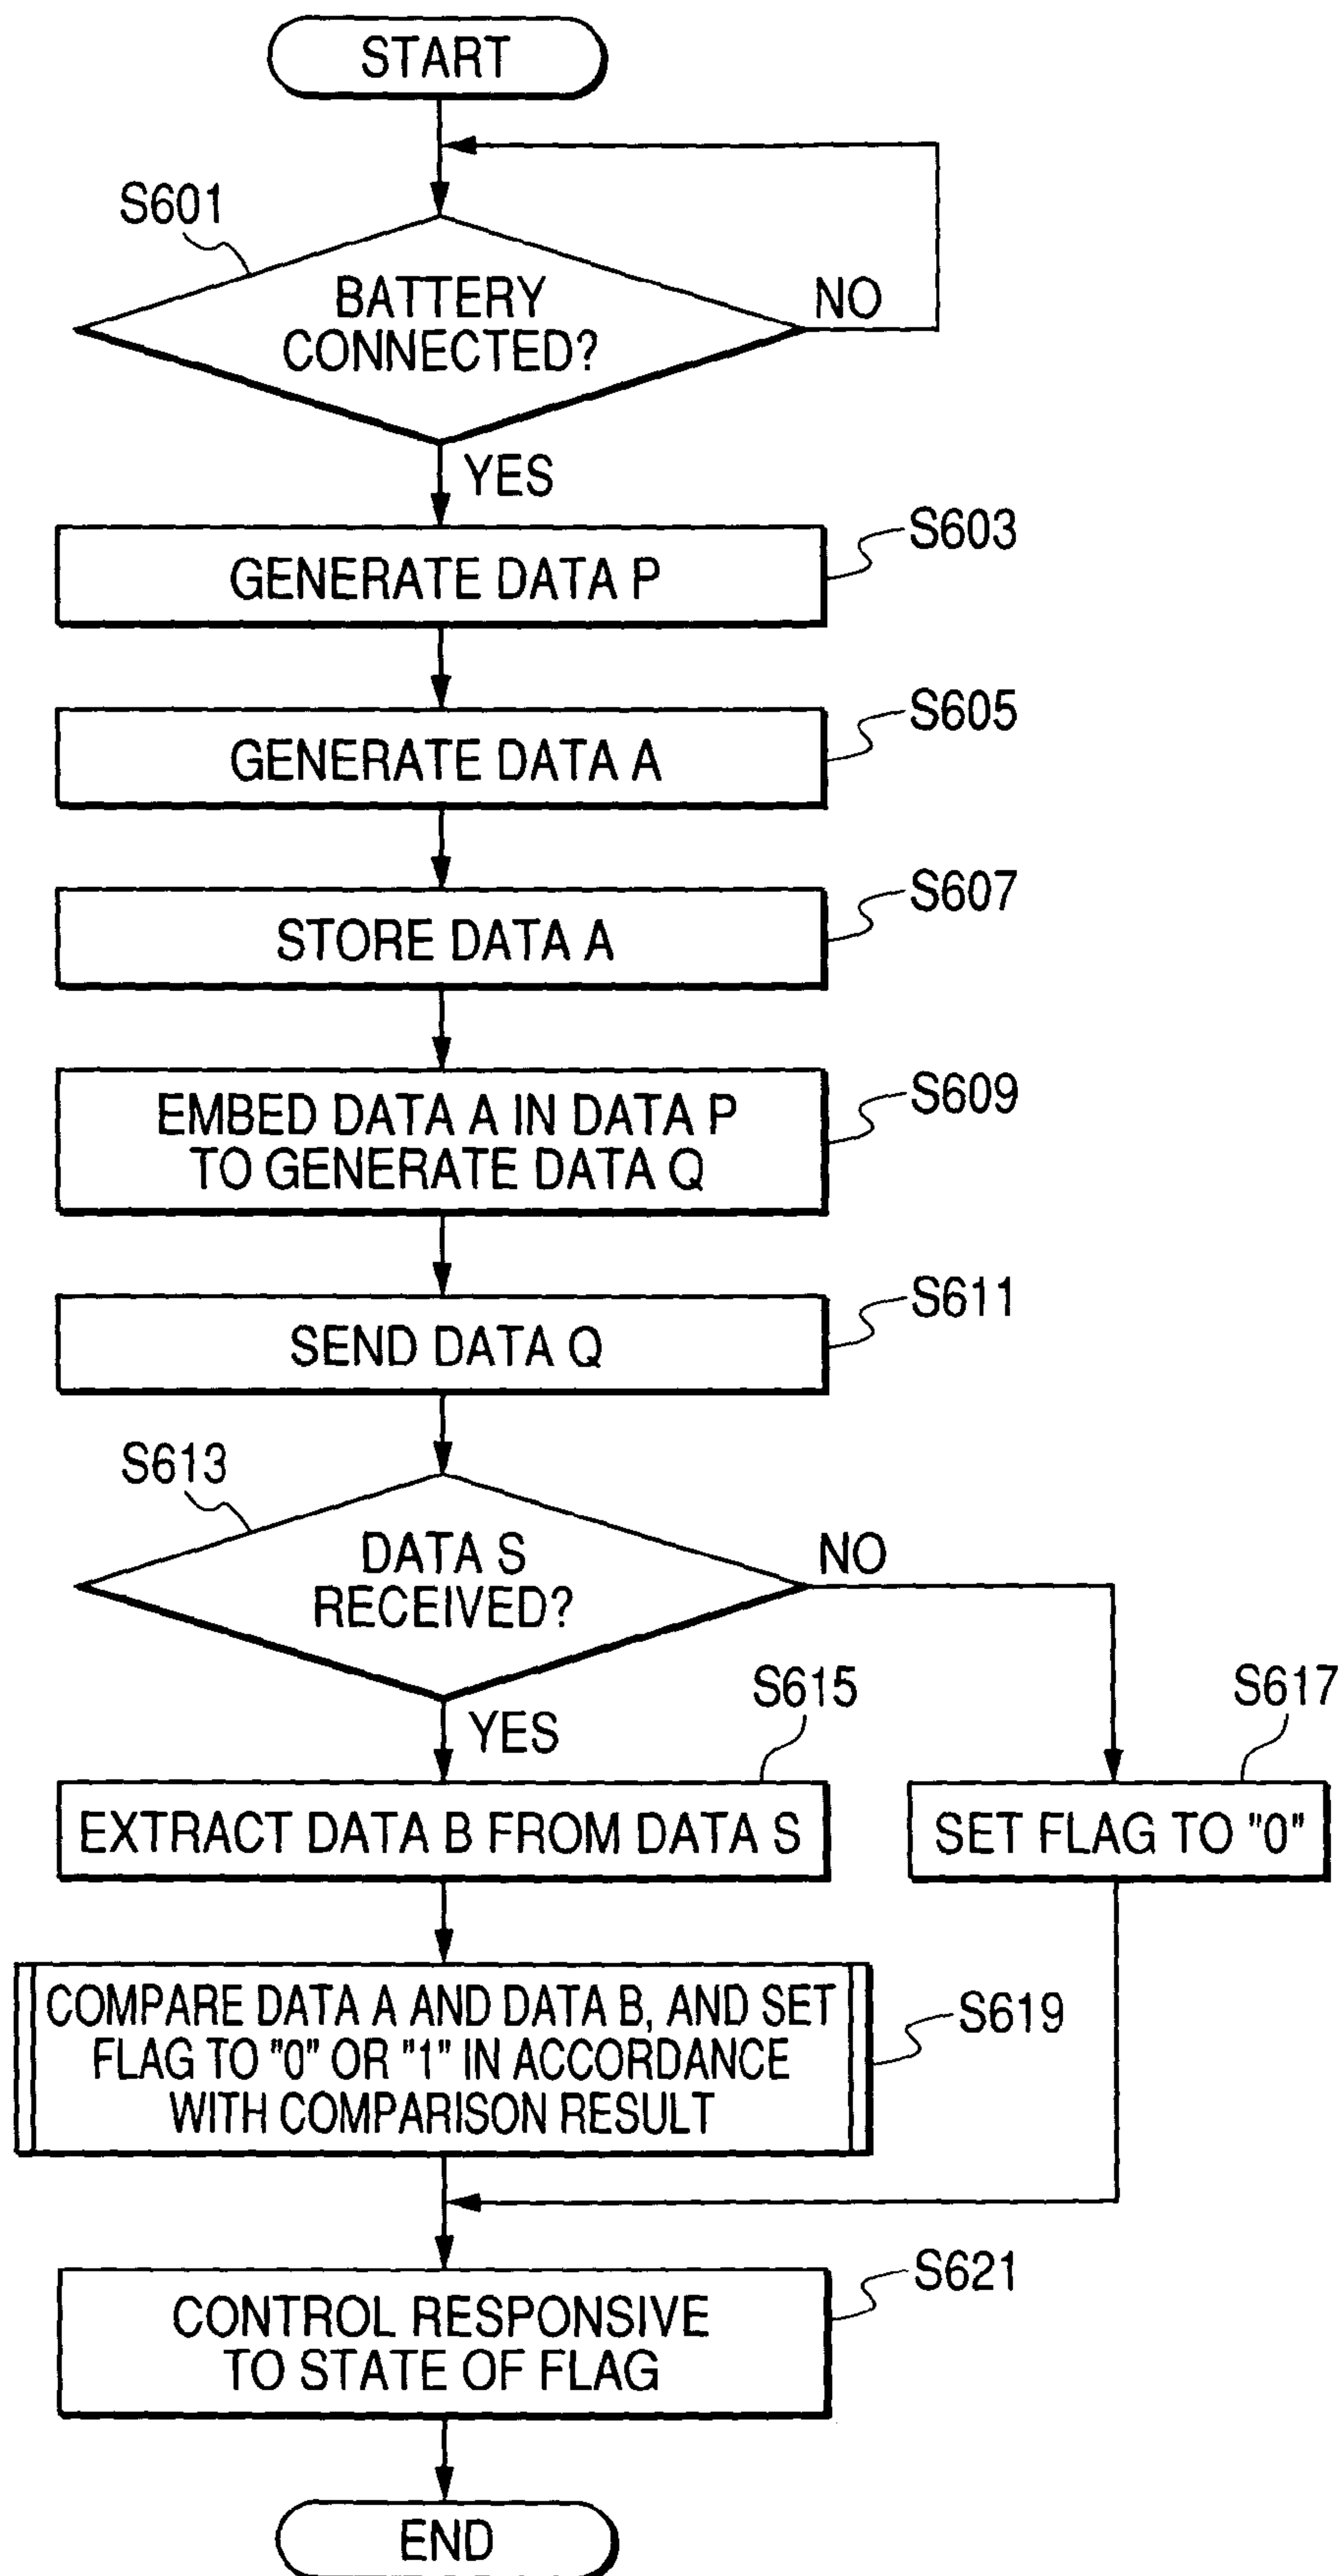 START
S601
BATTERY
CONNECTED?
NO
YES
S603
GENERATE DATA P
S605
GENERATE DATA A
S607
STORE DATA A
S609
EMBED DATA A IN DATA P
TO GENERATE DATA Q
S611
SEND DATA Q
S613
DATA S
RECEIVED?
NO
YES
S615
EXTRACT DATA B FROM DATA S
S617
SET FLAG TO "0"
COMPARE DATA A AND DATA B, AND SET
FLAG TO "0" OR "1" IN ACCORDANCE
WITH COMPARISON RESULT
S619
S621
CONTROL RESPONSIVE
TO STATE OF FLAG
END